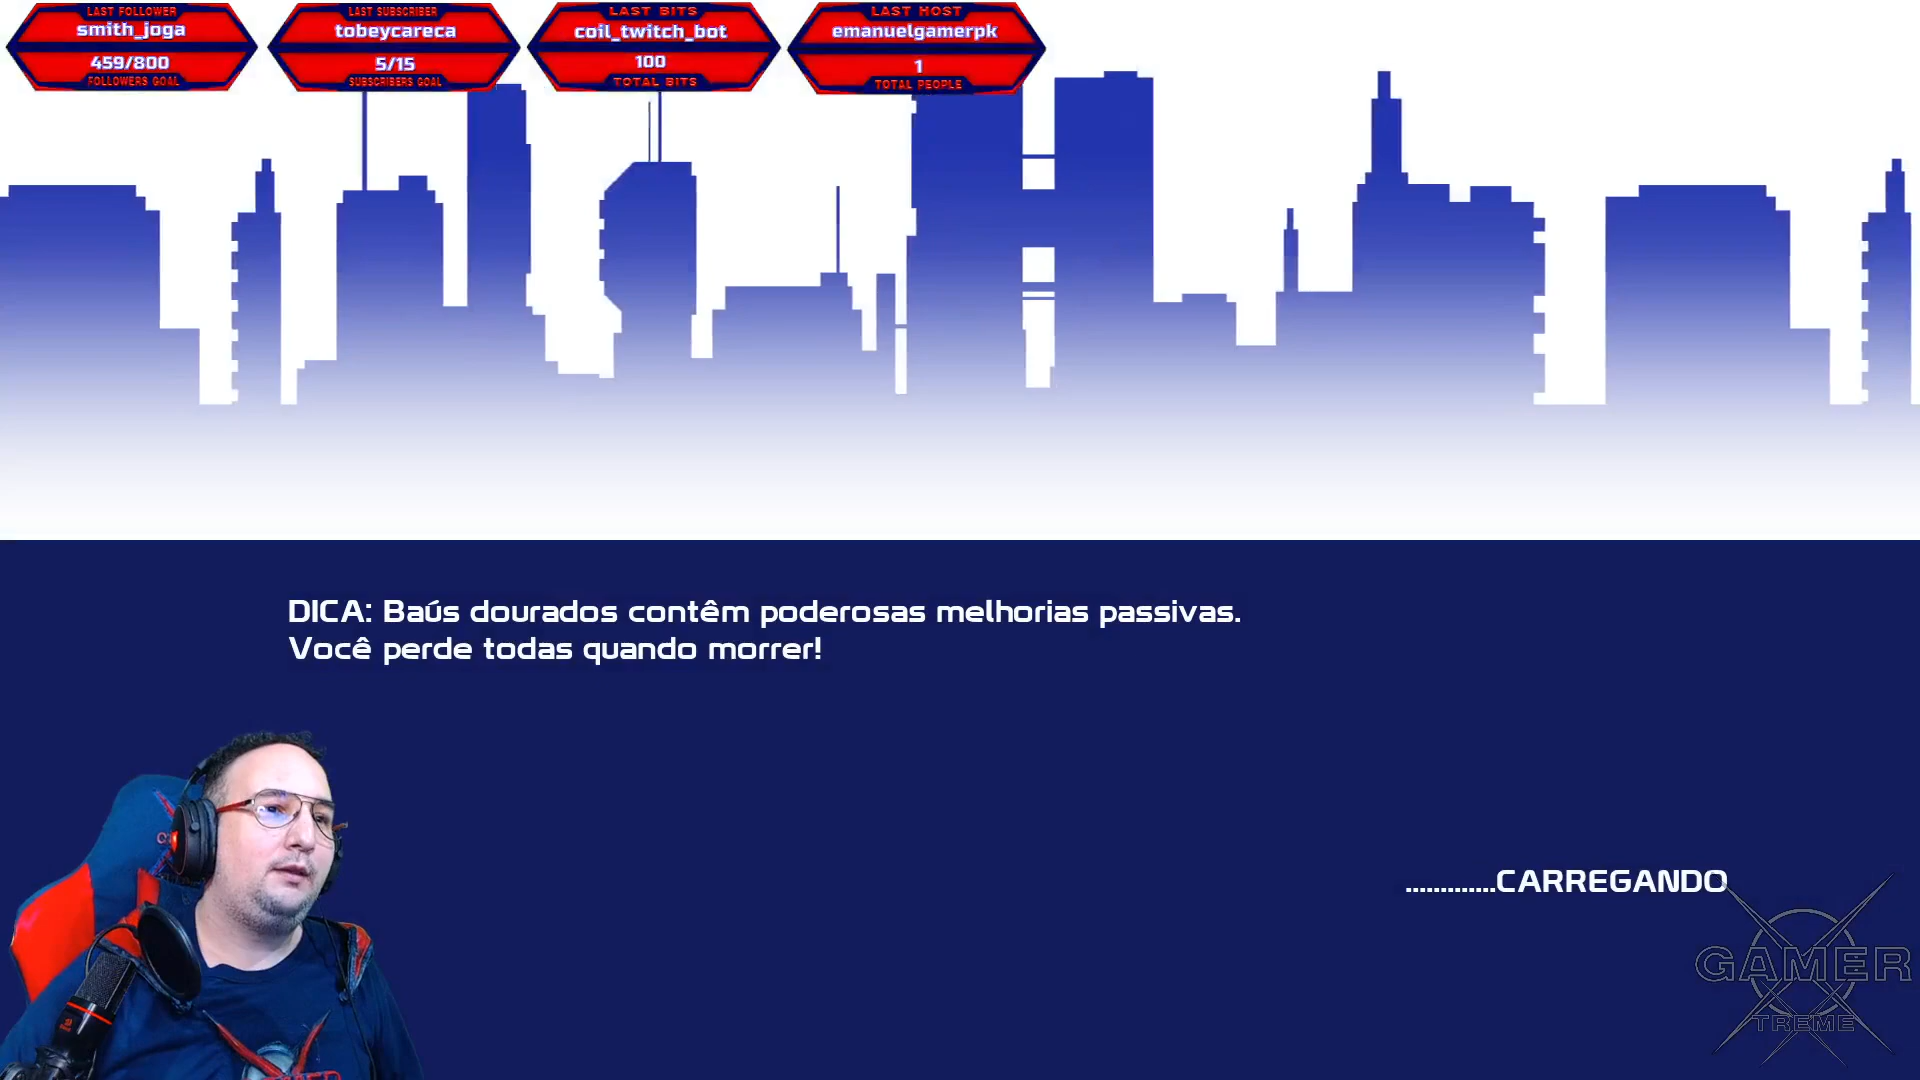 LAST FOLLOWER
smith_joga
459/800
FOLLOWERS GOAL
LAST SUBSCRIBER
tobeycareca
5/15
SUBSCRIBERS GOAL
LAST BITS
coil_twitch_bot
100
TOTAL BITS
LAST HOST
emanuelgamerpk
1
TOTAL PEOPLE
DICA: Baús dourados contêm poderosas melhorias passivas.
Você perde todas quando morrer!
.............CARREGANDO
GAMER
TREME